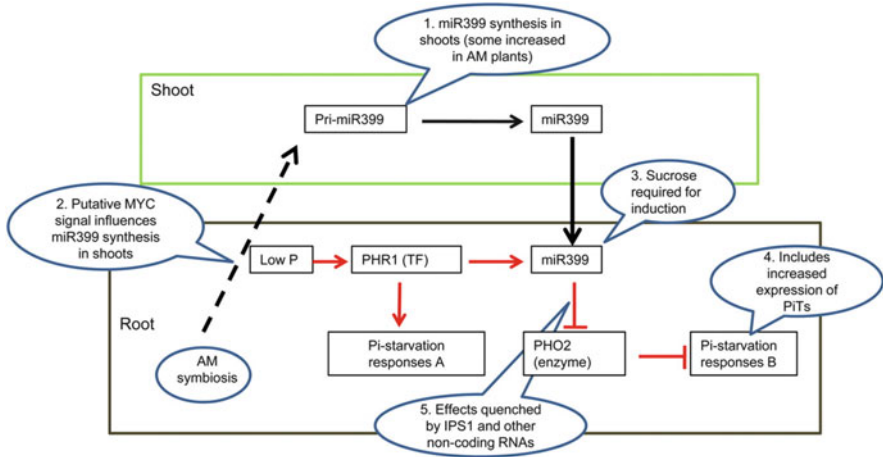 1. miR399 synthesis in
shoots (some increased
in AM plants)
Shoot
Pri-miR399
miR399
2. Putative MYC
signal influences
miR399 synthesis
in shoots
3. Sucrose
required for
induction
Low P
PHR1 (TF)
miR399
4. Includes
increased
expression of
PiTs
Root
AM
symbiosis
Pi-starvation
responses A
PHO2
(enzyme)
Pi-starvation
responses B
5. Effects quenched
by IPS1 and other
non-coding RNAs